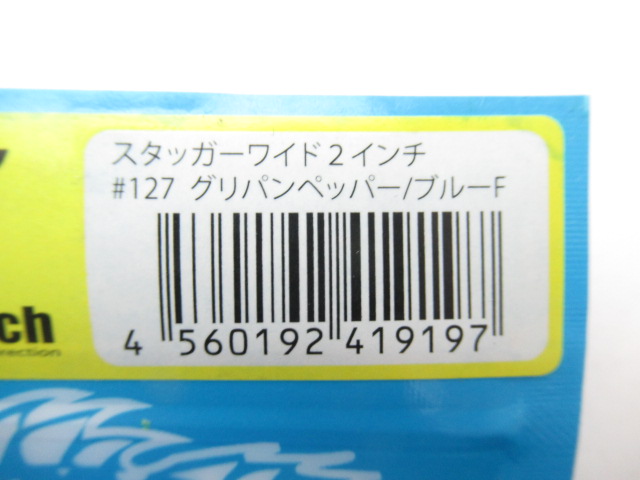 スタッガーワイド2インチ
#127 グリパンペッパー/ブルーF
4 560192 419197
ch
rection